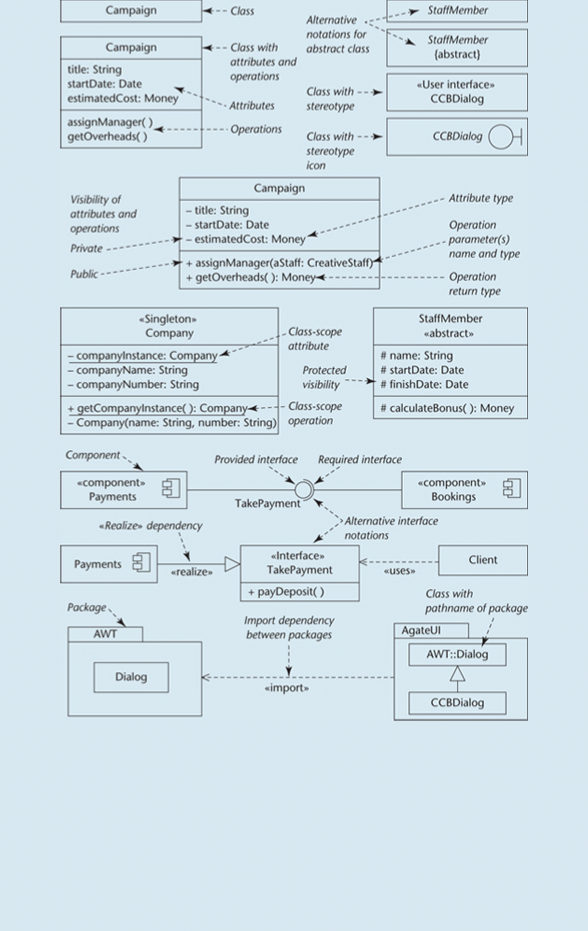 Campaign
Class
Alternative
notations for
abstract class
StaffMember
StaffMember
{abstract}
Campaign
title: String
startDate: Date
estimatedCost: Money
assignManager( )
getOverheads( )
Class with
attributes and
operations
Attributes
Operations
Class with
stereotype
«User interface»
CCBDialog
Class with
stereotype
icon
CCBDialog
Visibility of
attributes and
operations
Private
Public
Campaign
– title: String
– startDate: Date
– estimatedCost: Money
+ assignManager(aStaff: CreativeStaff)
+ getOverheads( ): Money
Attribute type
Operation
parameter(s)
name and type
Operation
return type
«Singleton»
Company
– companyInstance: Company
– companyName: String
– companyNumber: String
+ getCompanyInstance( ): Company
– Company(name: String, number: String)
Class-scope
attribute
Protected
visibility
Class-scope
operation
StaffMember
«abstract»
# name: String
# startDate: Date
# finishDate: Date
# calculateBonus( ): Money
Component
Provided interface
Required interface
«component»
Payments
TakePayment
«component»
Bookings
«Realize» dependency
Alternative interface
notations
Payments
«realize»
«Interface»
TakePayment
+ payDeposit( )
«uses»
Client
Package
AWT
Dialog
Import dependency
between packages
«import»
Class with
pathname of package
AgateUI
AWT::Dialog
CCBDialog